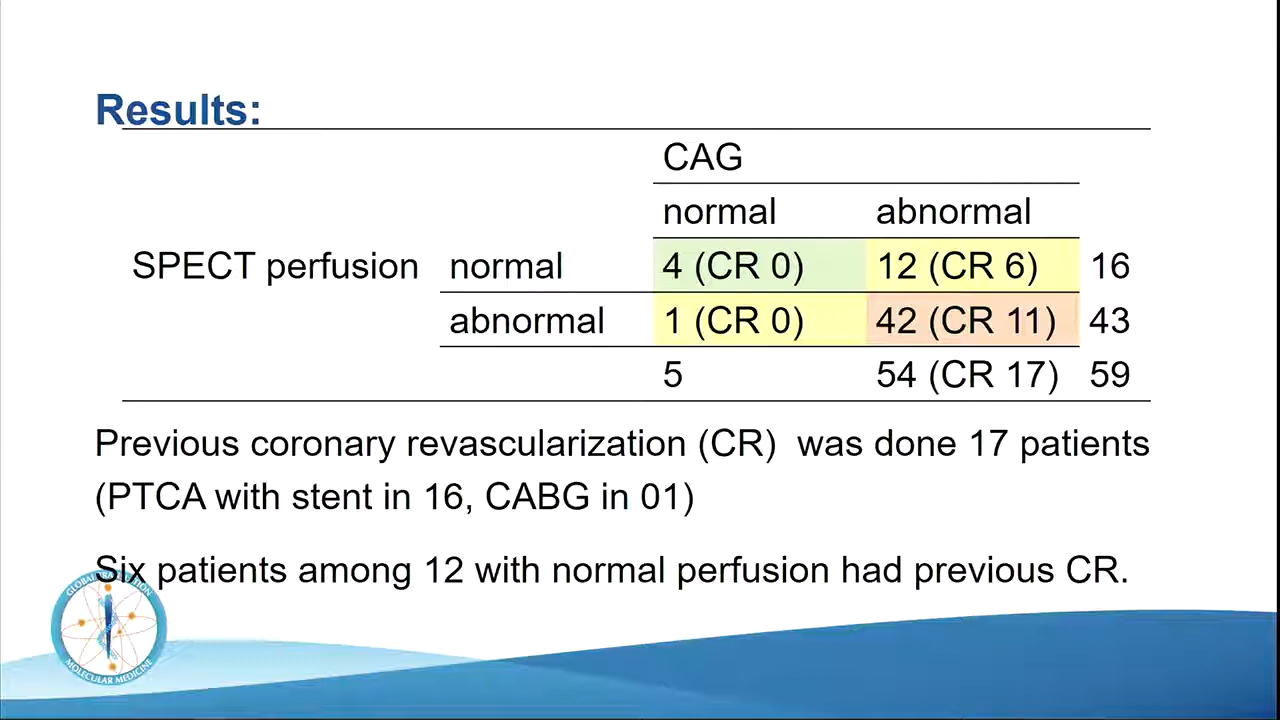 Results:
CAG
normal abnormal
SPECT perfusion normal 4 (CR 0) 12 (CR 6) 16
abnormal 1 (CR 0) 42 (CR 11) 43
5 54 (CR 17) 59
Previous coronary revascularization (CR) was done 17 patients
(PTCA with stent in 16, CABG in 01)
Six patients among 12 with normal perfusion had previous CR.
MOLECULAR MEDICINE